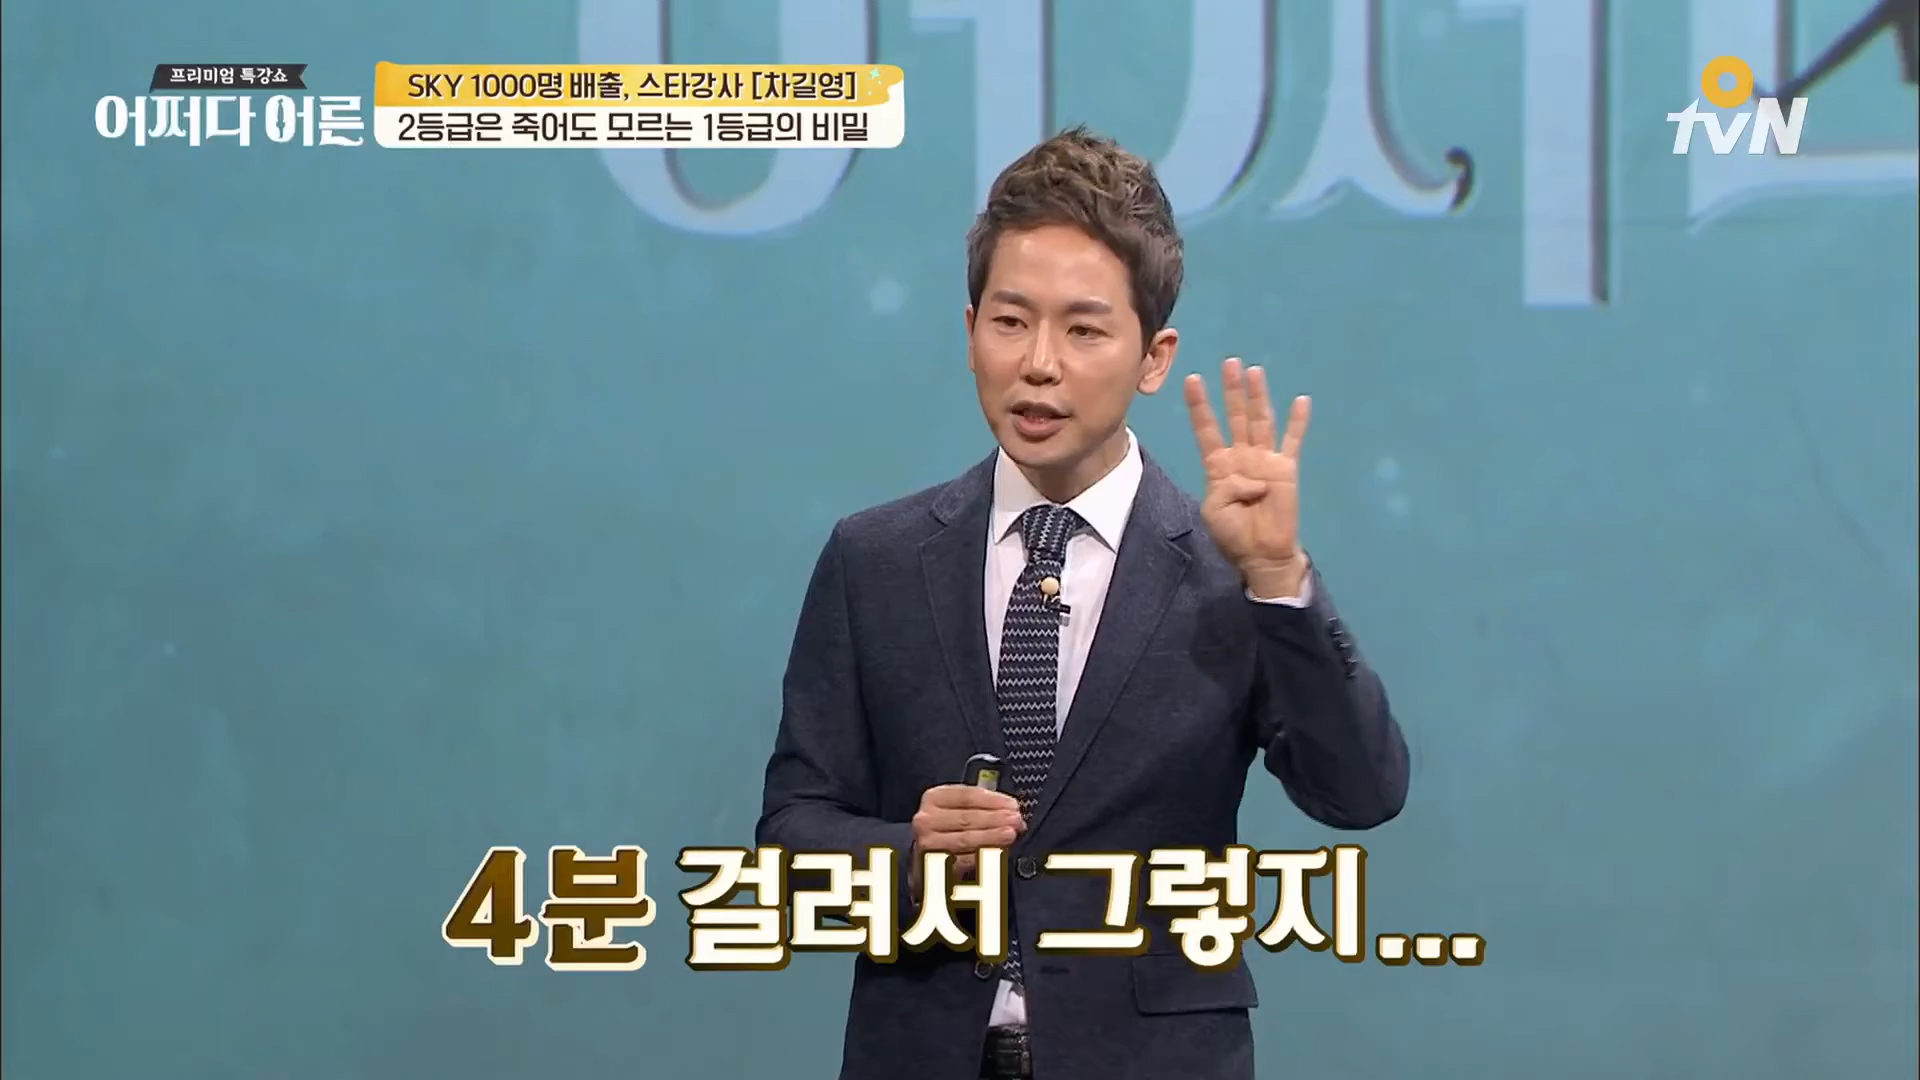 프리미엄 특강쇼
어쩌다 어른
SKY 1000명 배출, 스타강사 [차길영]
2등급은 죽어도 모르는 1등급의 비밀
O tvN
4분 걸려서 그렇지...